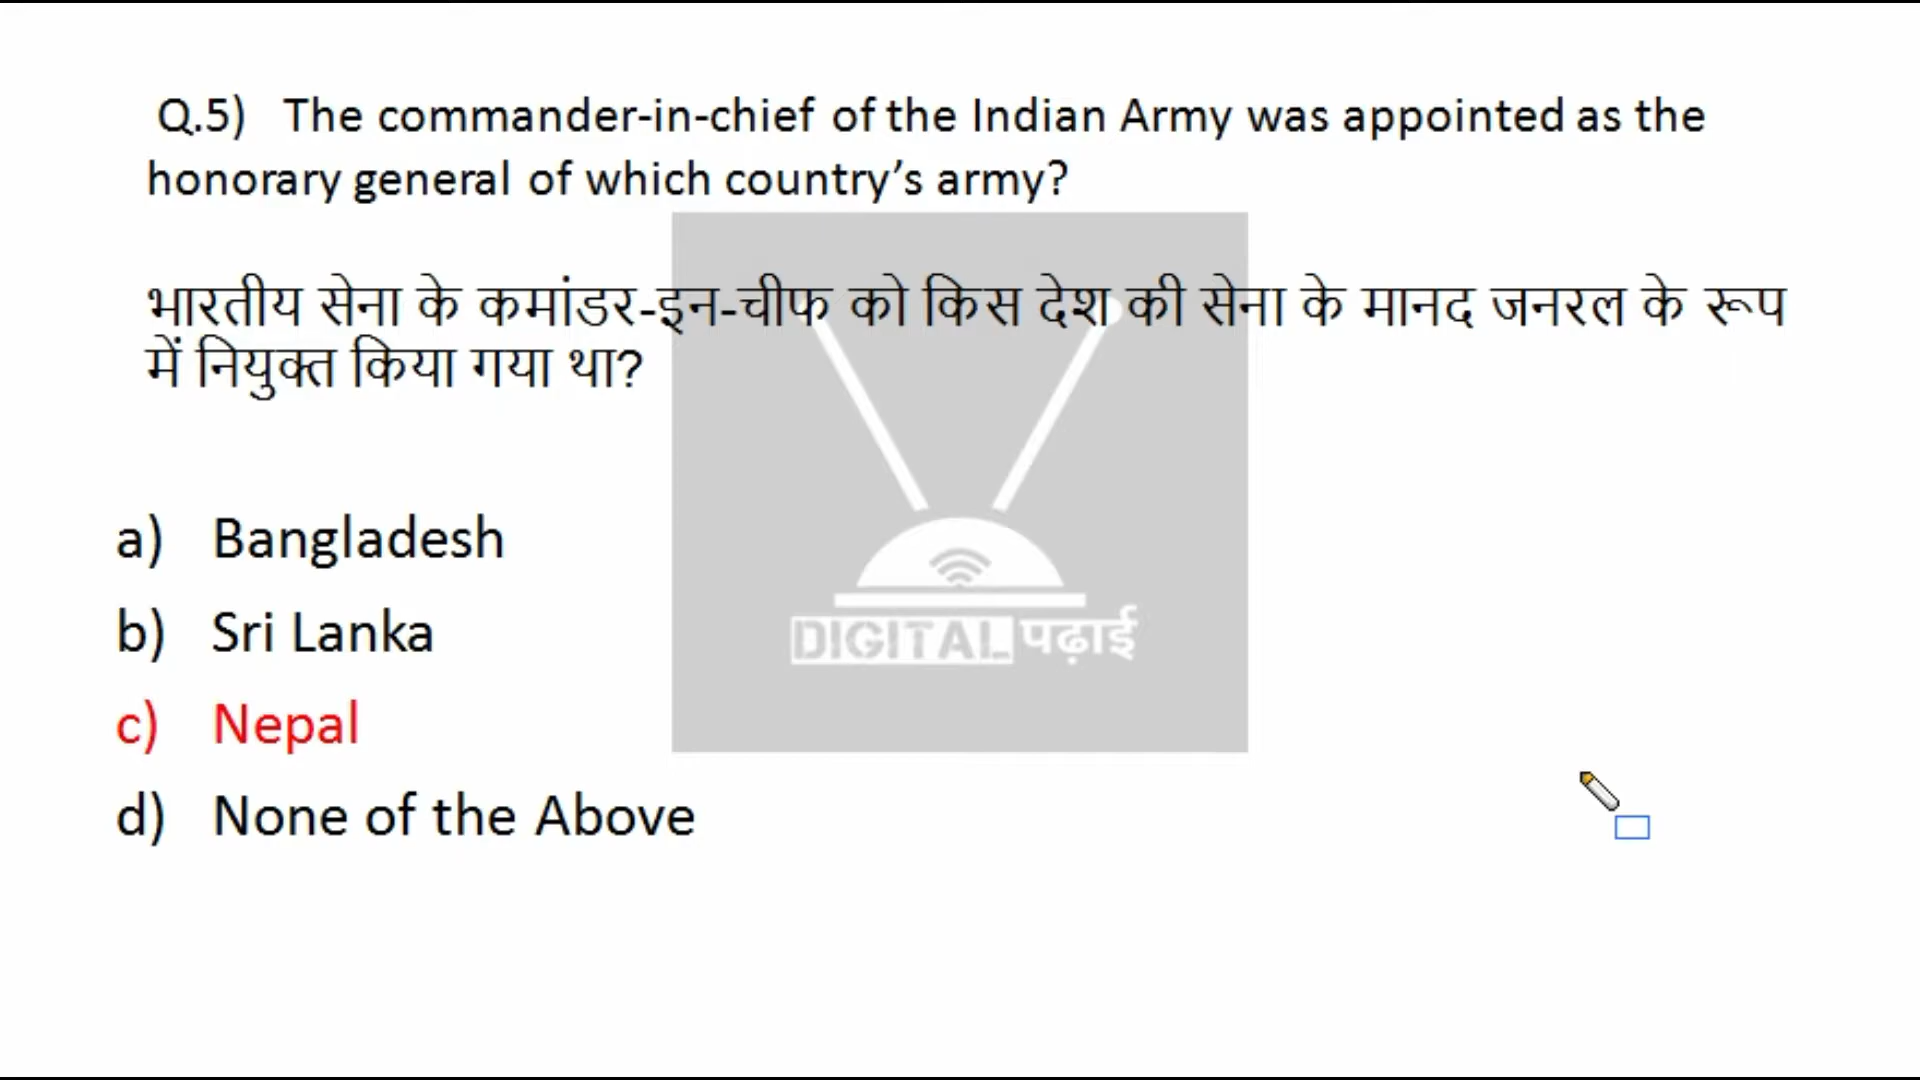 Q.5) The commander-in-chief of the Indian Army was appointed as the
honorary general of which country’s army?
भारतीय सेना के कमांडर-इन-चीफ को किस देश की सेना के मानद जनरल के रूप
में नियुक्त किया गया था?
a) Bangladesh
b) Sri Lanka
c) Nepal
d) None of the Above
DIGITAL पढ़ाई